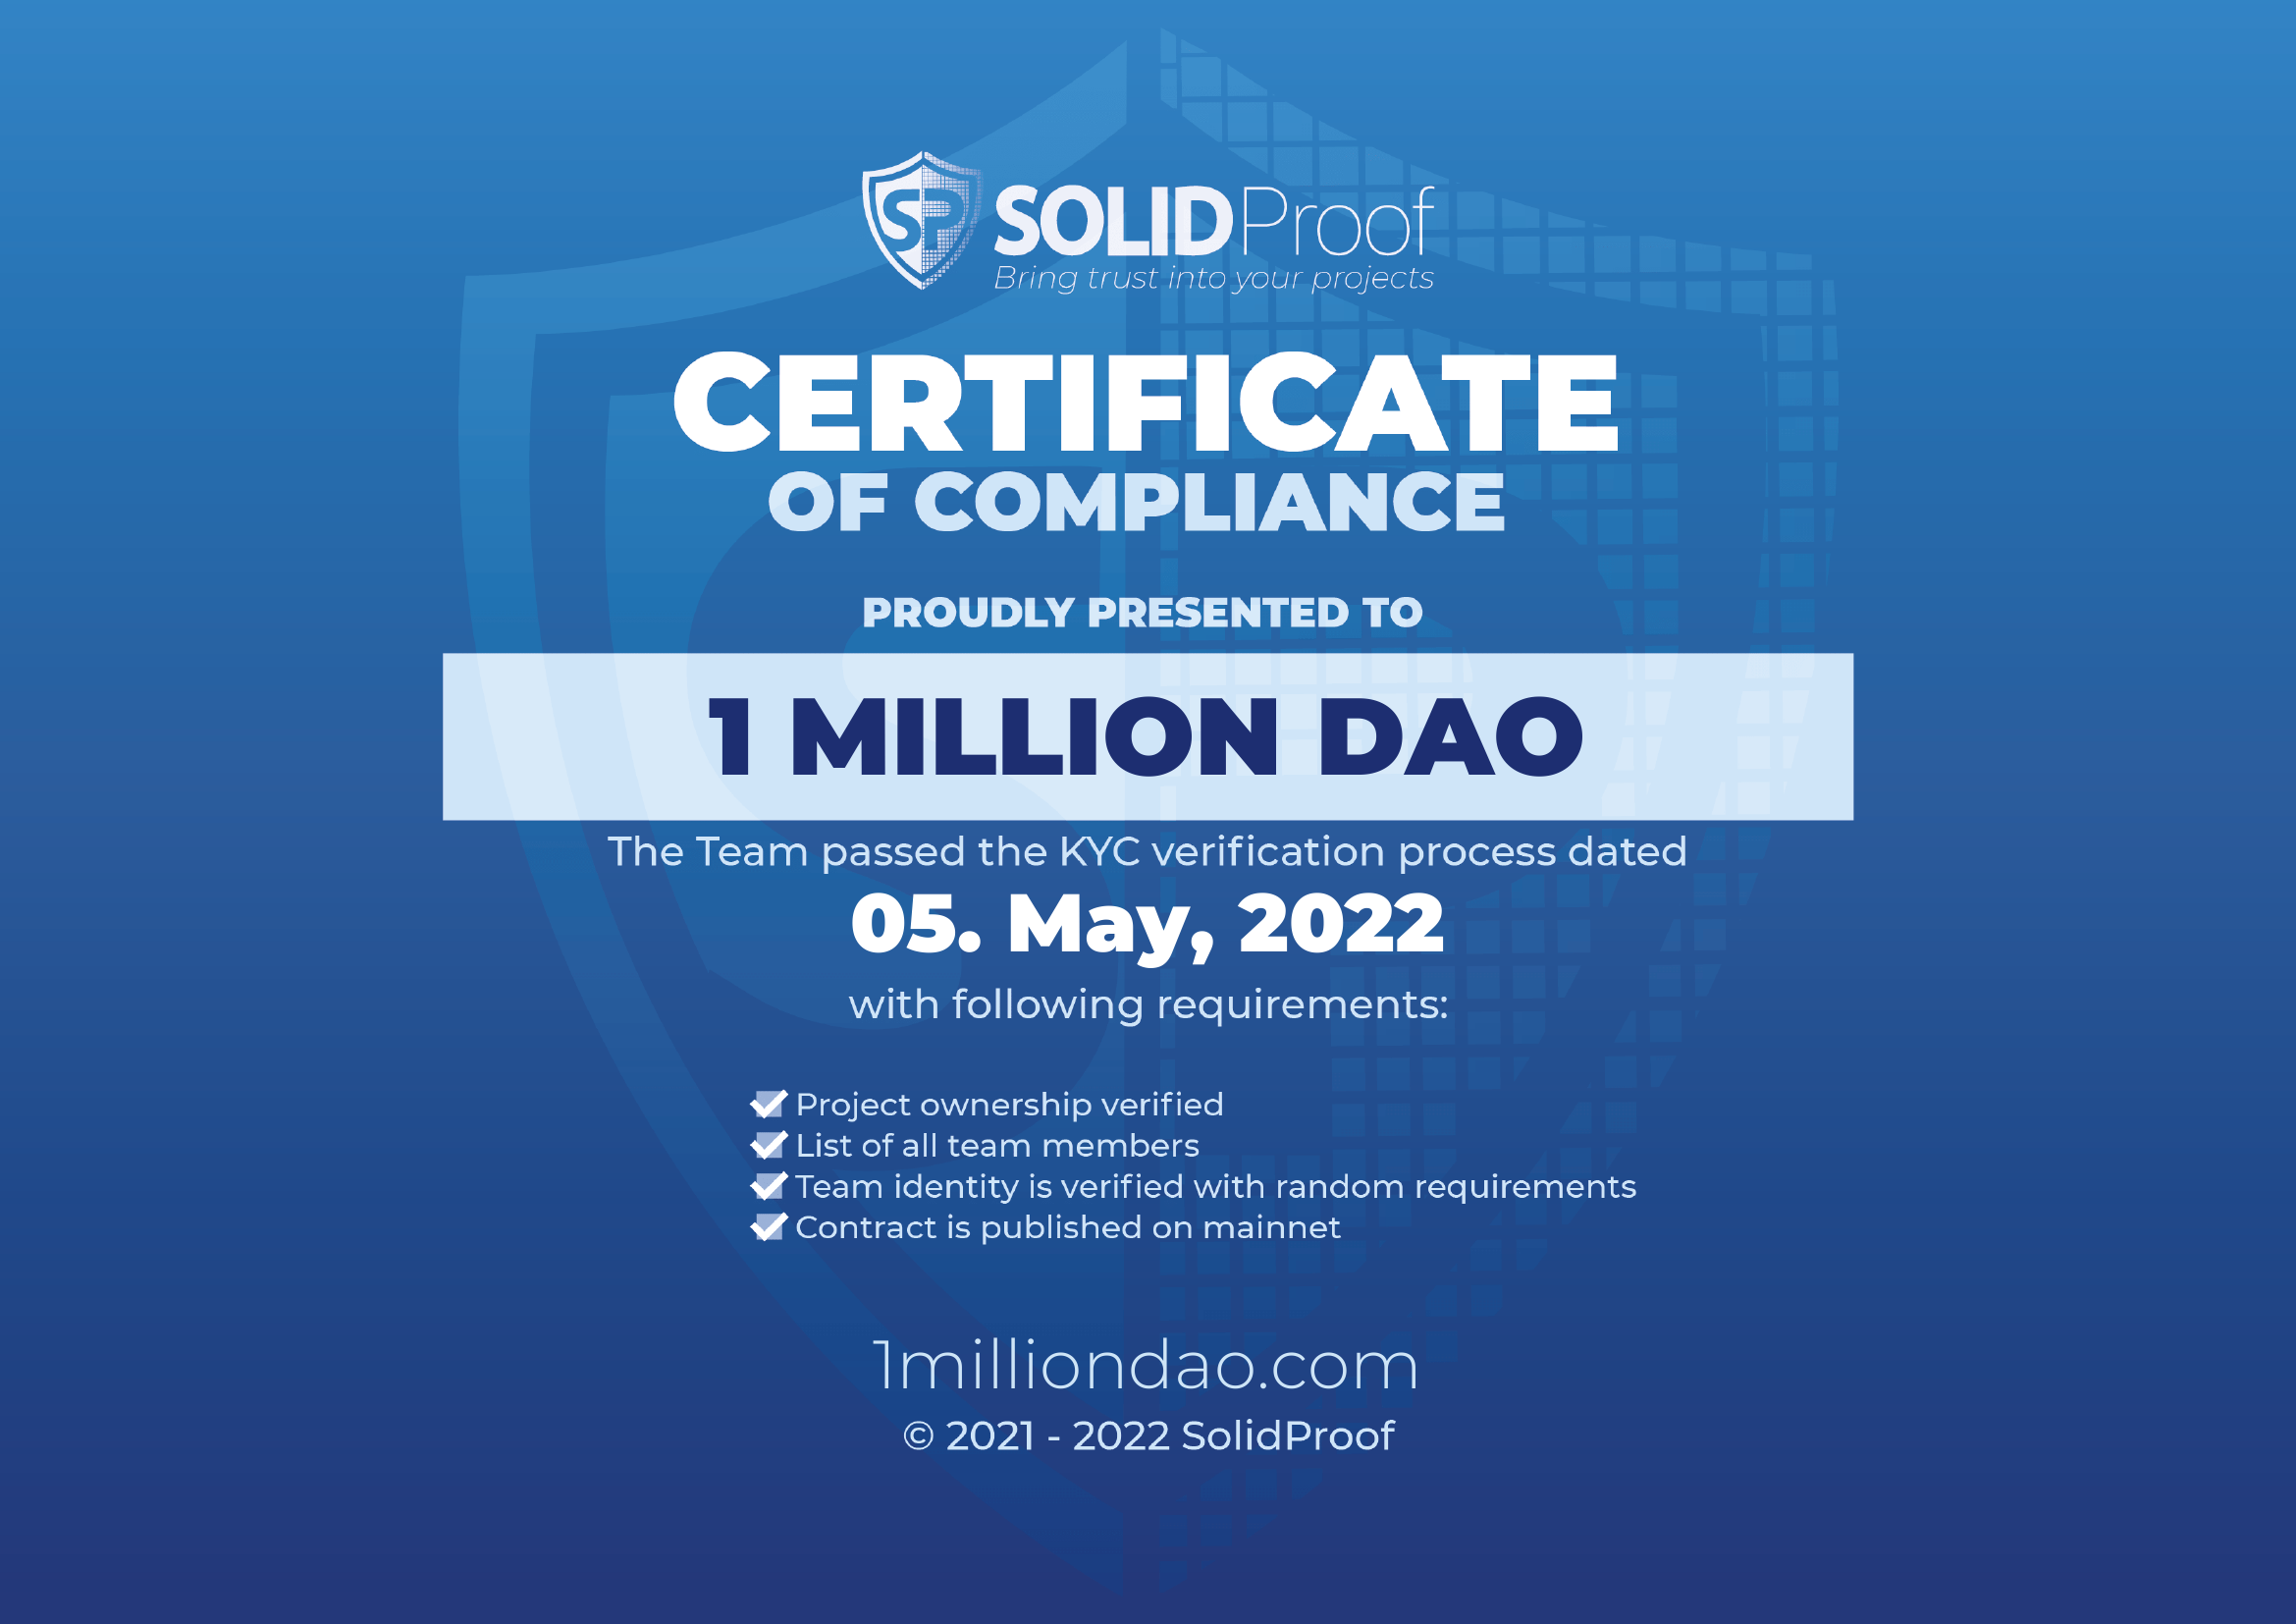 SP SOLIDProof
Bring trust into your projects
CERTIFICATE
OF COMPLIANCE
PROUDLY PRESENTED TO
1 MILLION DAO
The Team passed the KYC verification process dated
05. May, 2022
with following requirements:
Project ownership verified
List of all team members
Team identity is verified with random requirements
Contract is published on mainnet
1milliondao.com
© 2021 - 2022 SolidProof